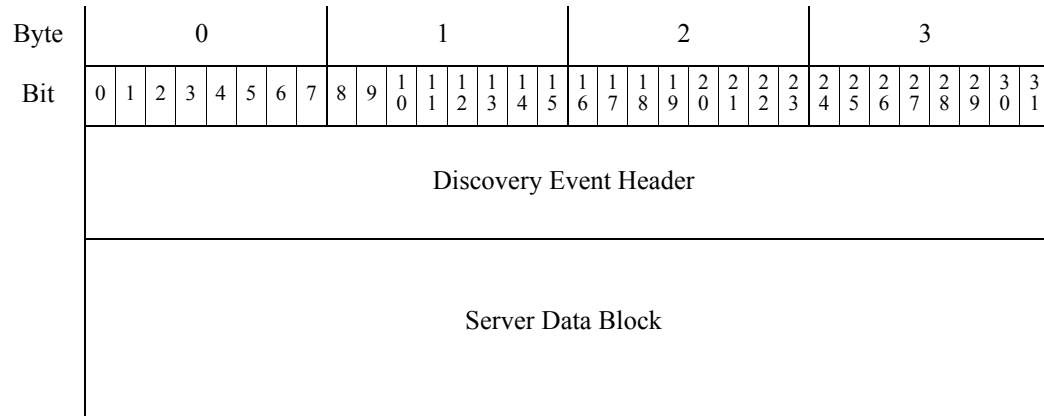 Byte 0 1 2 3
Bit 0 1 2 3 4 5 6 7 8 9 10 11 12 13 14 15 16 17 18 19 20 21 22 23 24 25 26 27 28 29 30 31
Discovery Event Header
Server Data Block